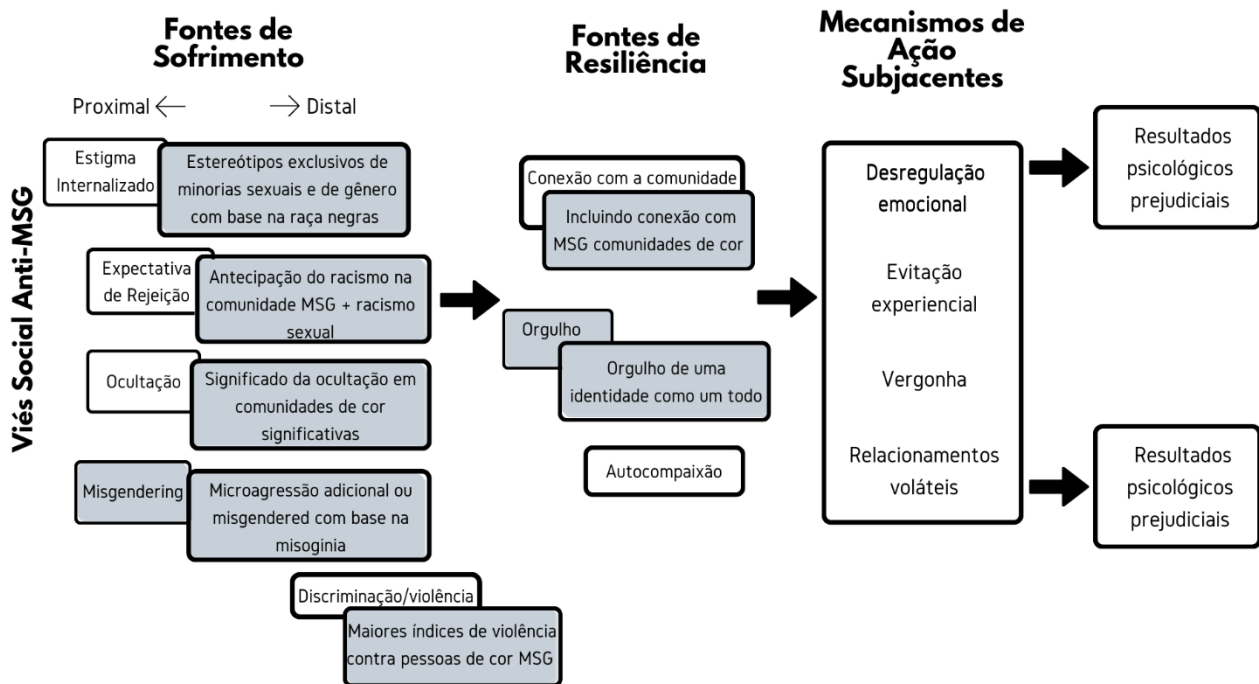 Fontes de
Sofrimento
Proximal
Distal
Viés Social Anti-MSG
Estigma
Internalizado
Estereótipos exclusivos de
minorias sexuais e de gênero
com base na raça negras
Expectativa
de Rejeição
Antecipação do racismo na
comunidade MSG + racismo
sexual
Ocultação
Significado da ocultação em
comunidades de cor
significativas
Misgendering
Microagressão adicional ou
misgendered com base na
misoginia
Discriminação/violência
Maiores índices de violência
contra pessoas de cor MSG
Fontes de
Resiliência
Conexão com a comunidade
Incluindo conexão com
MSG comunidades de cor
Orgulho
Orgulho de uma
identidade como um todo
Autocompaixão
Mecanismos de
Ação
Subjacentes
Desregulação
emocional
Evitação
experiencial
Vergonha
Relacionamentos
voláteis
Resultados
psicológicos
prejudiciais
Resultados
psicológicos
prejudiciais